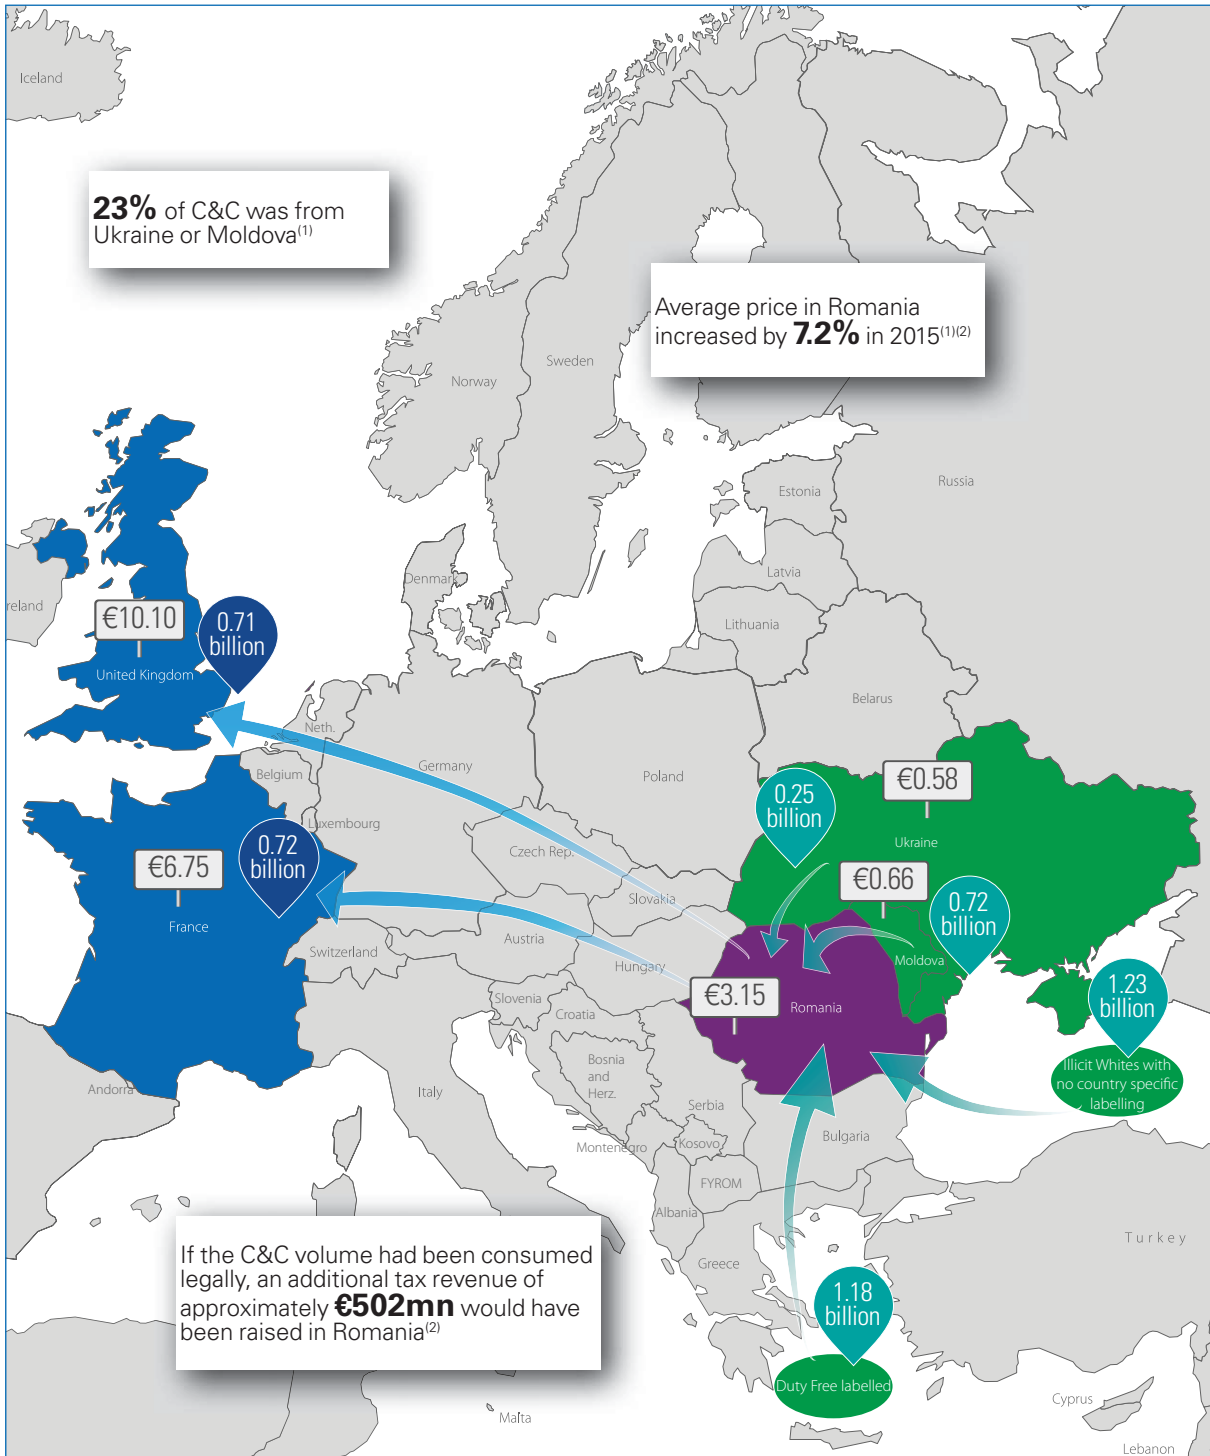 Iceland
23% of C&C was from
Ukraine or Moldova(1)
Average price in Romania
increased by 7.2% in 2015(1)(2)
Sweden
Norway
Russia
Estonia
Latvia
Denmark
reland
€10.10
0.71
billion
Lithuania
United Kingdom
Belarus
Neth.
Germany
Poland
Belgium
€0.58
0.25
billion
Luxembourg
Ukraine
Czech Rep.
0.72
billion
€6.75
€0.66
Slovakia
0.72
billion
France
Austria
Switzerland
Hungary
Moldova
€3.15
Slovenia
Romania
1.23
billion
Croatia
Bosnia
and
Herz.
Illicit Whites with
no country specific
labelling
Andorra
Italy
Serbia
Bulgaria
Montenegro
Kosovo
FYROM
Albania
Turkey
If the C&C volume had been consumed
legally, an additional tax revenue of
approximately €502mn would have
been raised in Romania(2)
Greece
1.18
billion
Duty Free labelled
Cyprus
Malta
Lebanon